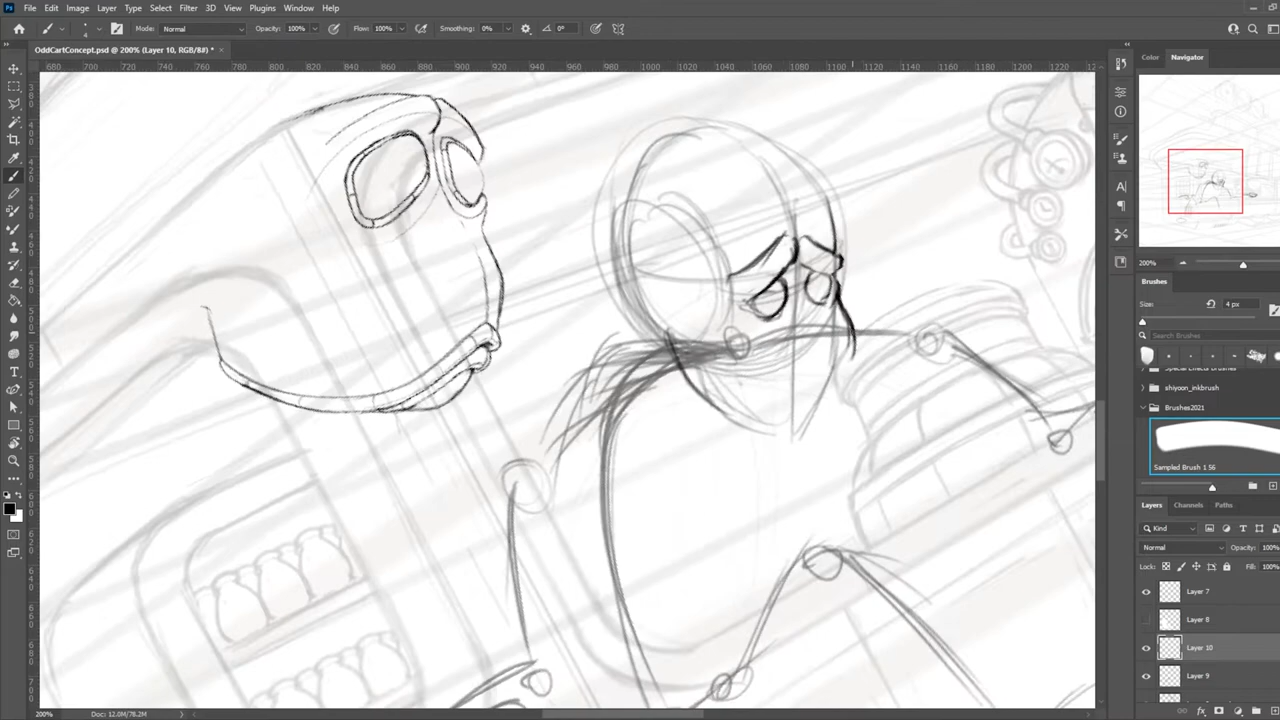 File Edit Image Layer Type Select Filter 3D View Plugins Window Help
Mode: Normal Opacity: 100% Flow: 100% Smoothing: 0% 0°
OddCartConcept.psd @ 200% (Layer 10, RGB/8#) *
680 700 720 740 760 780 800 820 840 860 880 900 920 940 960 980 1000 1020 1040 1060 1080 1100 1120 1140 1160 1180 1200 1220
Color Navigator
200%
Brushes
Size: 4 px
Search Brushes
Special Effects Brushes
shiyoon_inkbrush
Brushes2021
Sampled Brush 1 56
Layers Channels Paths
Kind
Normal Opacity: 100%
Lock: Fill: 100%
Layer 7
Layer 8
Layer 10
Layer 9
200% Doc: 12.0M/78.2M